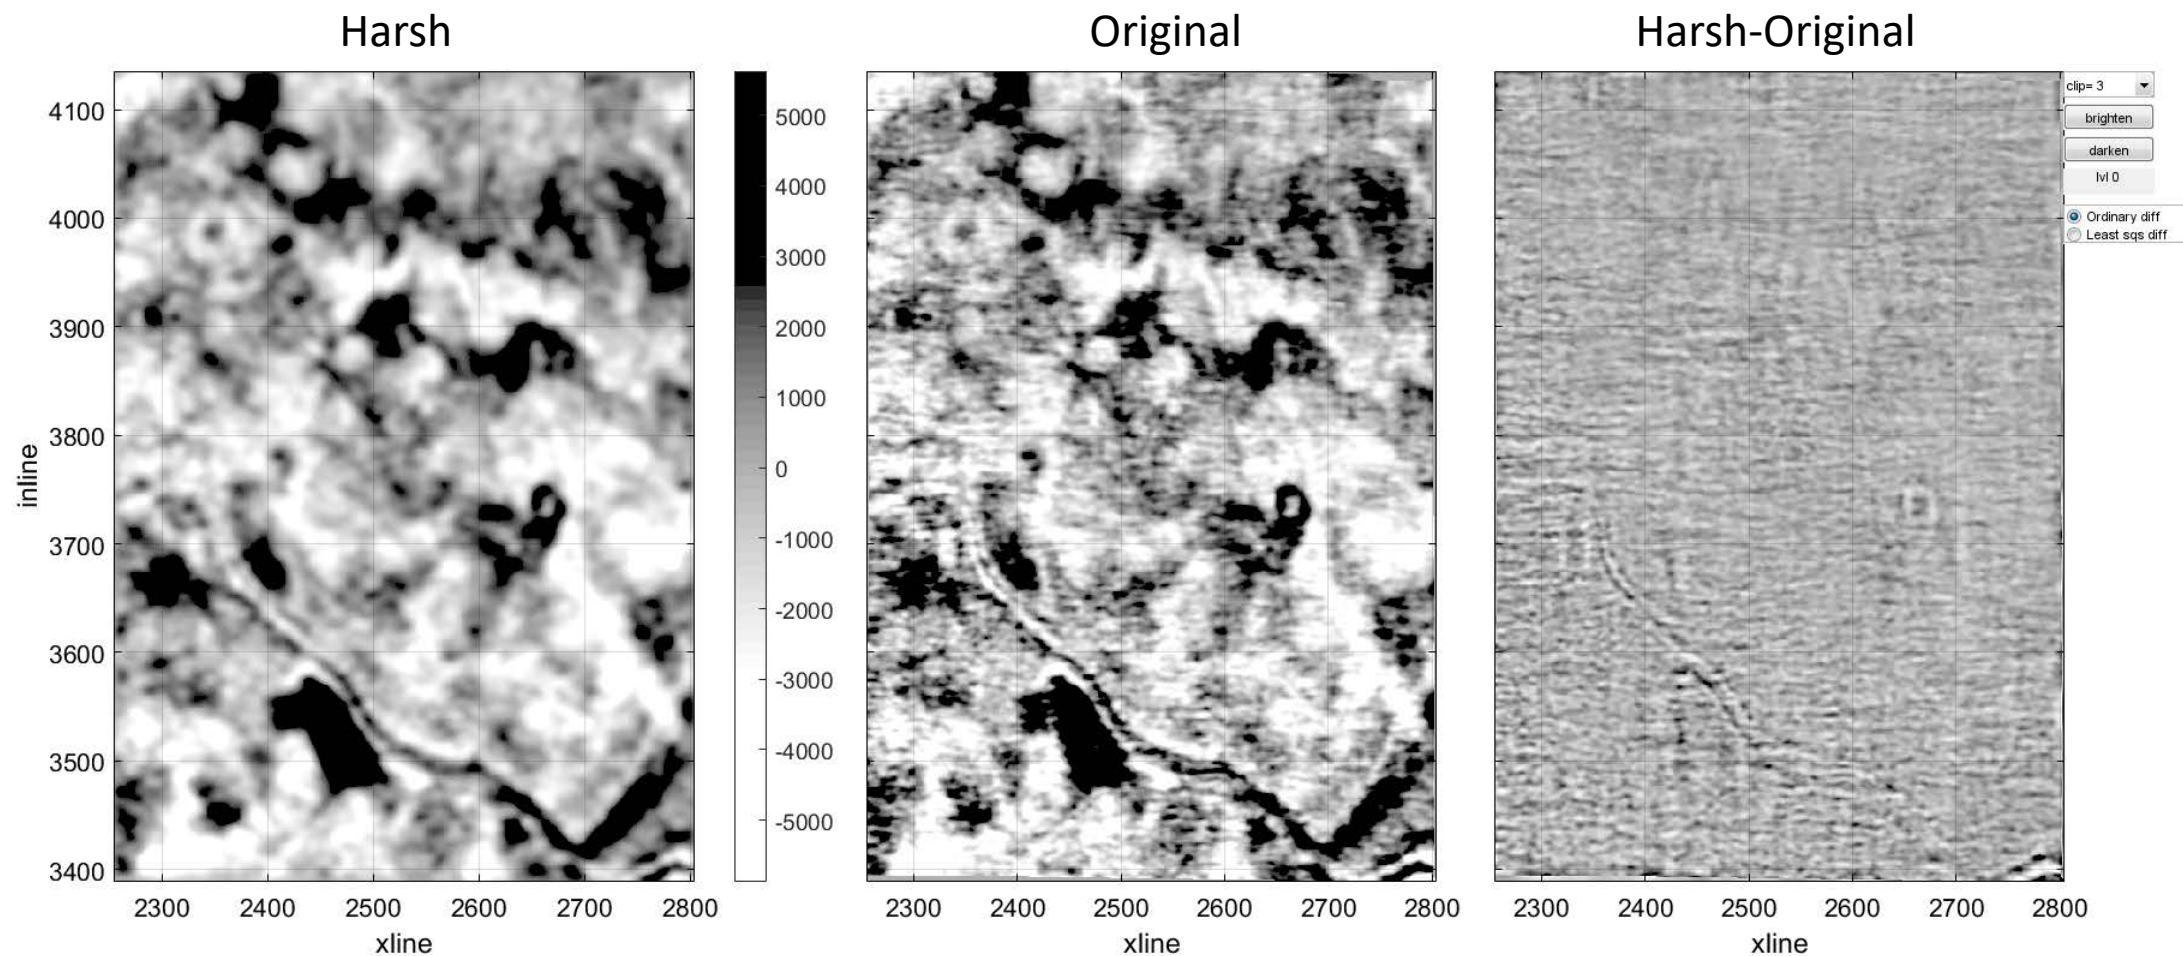 Harsh
Original
Harsh-Original
inline
4100
4000
3900
3800
3700
3600
3500
3400
2300 2400 2500 2600 2700 2800
xline
5000
4000
3000
2000
1000
0
-1000
-2000
-3000
-4000
-5000
2300 2400 2500 2600 2700 2800
xline
2300 2400 2500 2600 2700 2800
xline
clip= 3
brighten
darken
lvl 0
Ordinary diff
Least sqs diff